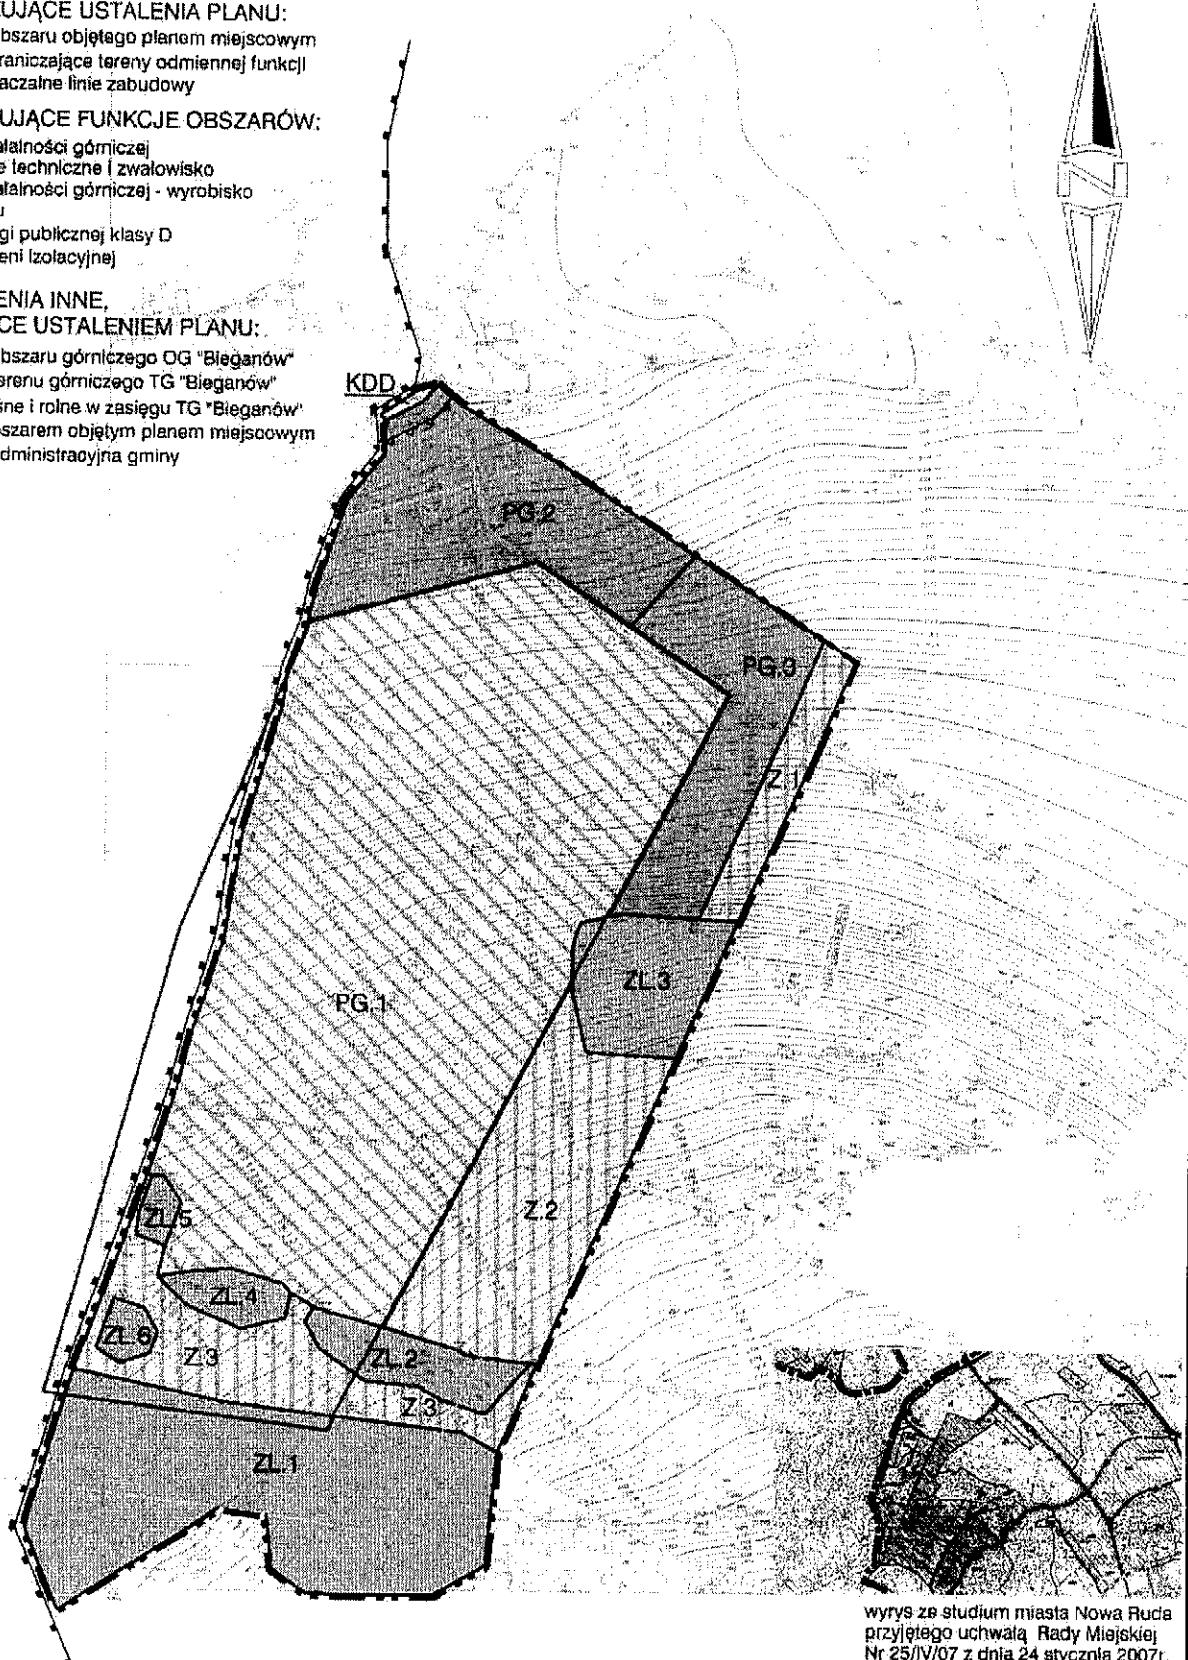 UJĄCE USTALENIA PLANU:
bszaru objętego planem miejscowym
raniczające tereny odmiennej funkcji
aczalne linie zabudowy
UJĄCE FUNKCJE OBSZARÓW:
ałalności górniczej
e techniczne i zwałowisko
ałalności górniczej - wyrobisko
u
gi publicznej klasy D
eni izolacyjnej
ENIA INNE,
CE USTALENIEM PLANU:
bszaru górniczego OG "Bieganów"
erenu górniczego TG "Bieganów"
śne i rolne w zasięgu TG "Bieganów"
szarem objętym planem miejscowym
dministracyjna gminy
N
KDD
PG.2
PG.3
Z.1
ZL.3
PG.1
Z.2
ZL.5
ZL.4
ZL.6
Z.3
ZL.2
Z.3
ZL.1
wyrys ze studium miasta Nowa Ruda
przyjętego uchwałą Rady Miejskiej
Nr 25/IV/07 z dnia 24 stycznia 2007r.